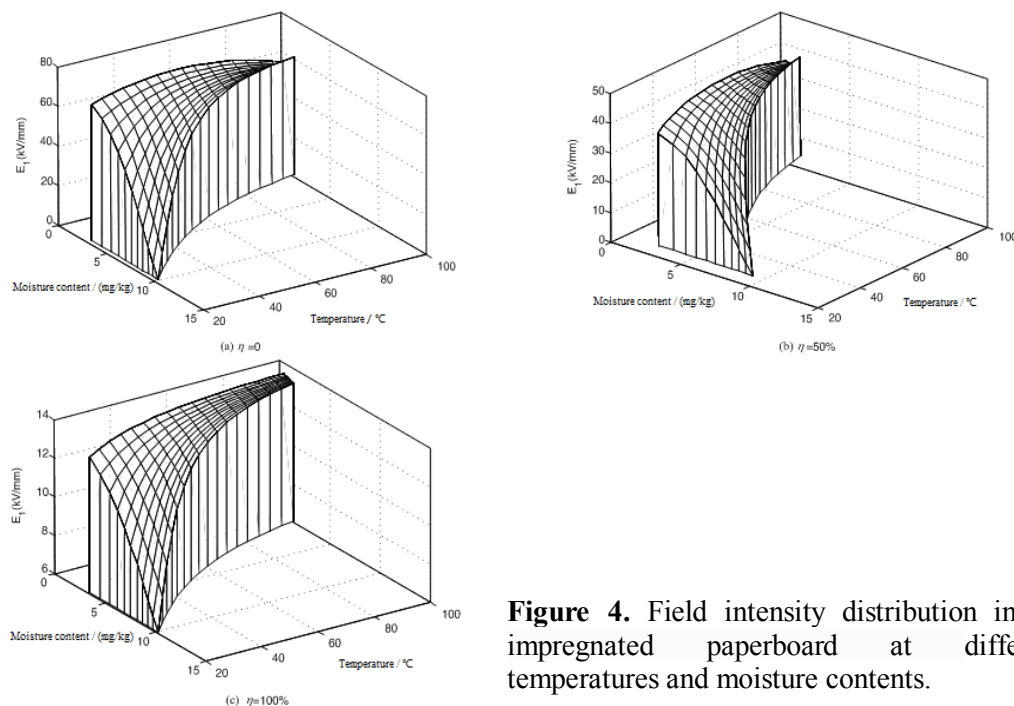 80
60
40
20
0
E1 (kV/mm)
0
5
10
15
Moisture content / (mg/kg)
20
40
60
80
100
Temperature / ℃
(a) η =0
50
40
30
20
10
0
E1 (kV/mm)
0
5
10
15
Moisture content / (mg/kg)
20
40
60
80
100
Temperature / ℃
(b) η=50%
14
12
10
8
6
E1 (kV/mm)
0
5
10
15
Moisture content / (mg/kg)
20
40
60
80
100
Temperature / ℃
(c) η=100%
Figure 4. Field intensity distribution in
impregnated paperboard at diffe
temperatures and moisture contents.